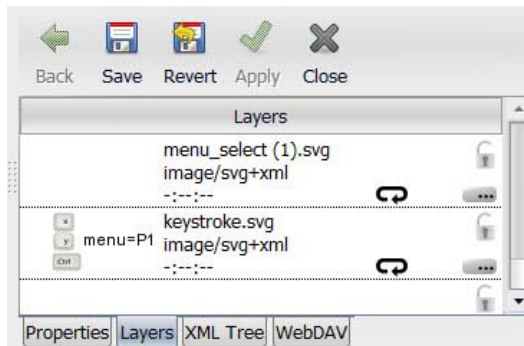 Back Save Revert Apply Close
Layers
menu_select (1).svg
image/svg+xml
-:--:--
x
y
Ctrl
menu=P1
keystroke.svg
image/svg+xml
-:--:--
Properties Layers XML Tree WebDAV